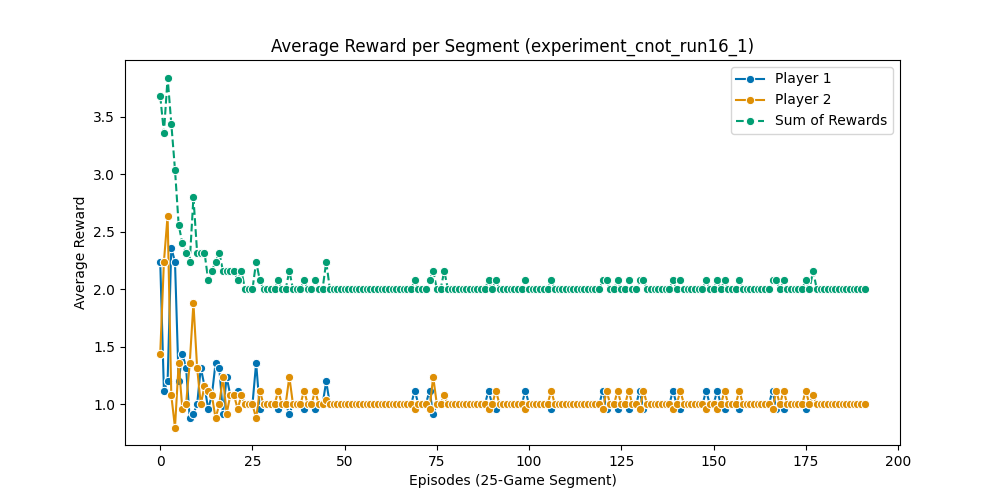 Average Reward per Segment (experiment_cnot_run16_1)
Player 1
Player 2
Sum of Rewards
Average Reward
3.5
3.0
2.5
2.0
1.5
1.0
0 25 50 75 100 125 150 175 200
Episodes (25-Game Segment)